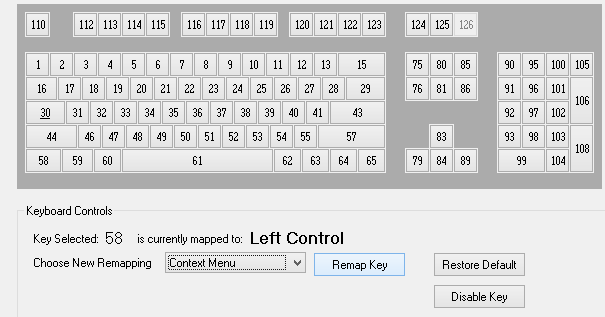 110 112 113 114 115 116 117 118 119 120 121 122 123 124 125 126
1 2 3 4 5 6 7 8 9 10 11 12 13 15 75 80 85 90 95 100 105
16 17 18 19 20 21 22 23 24 25 26 27 28 29 76 81 86 91 96 101 106
30 31 32 33 34 35 36 37 38 39 40 41 43 92 97 102
44 46 47 48 49 50 51 52 53 54 55 57 83 93 98 103 108
58 59 60 61 62 63 64 65 79 84 89 99 104
Keyboard Controls
Key Selected: 58 is currently mapped to: Left Control
Choose New Remapping Context Menu Remap Key Restore Default
Disable Key